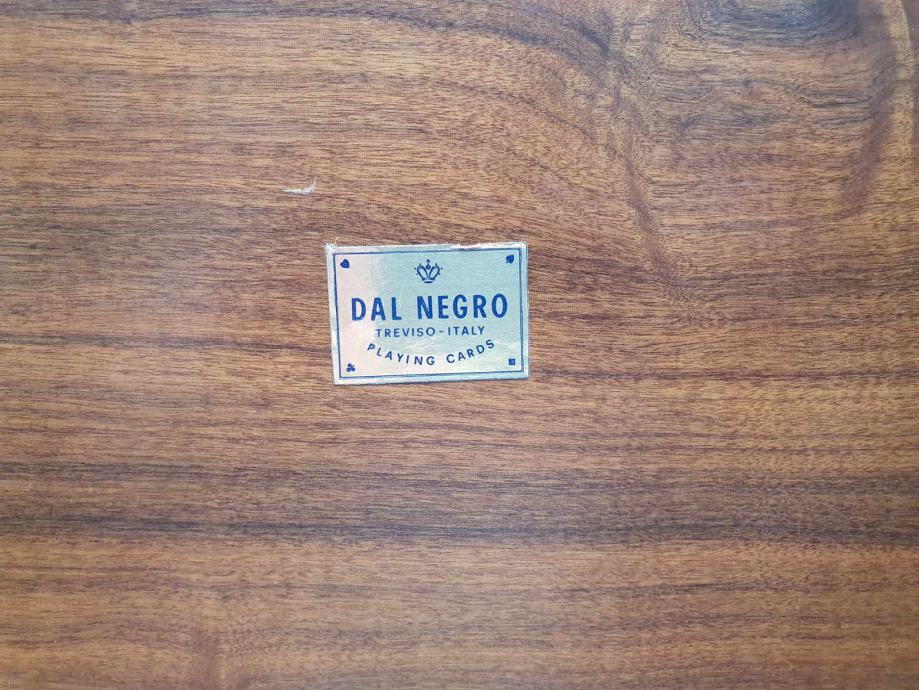 DAL NEGRO
TREVISO-ITALY
PLAYING CARDS